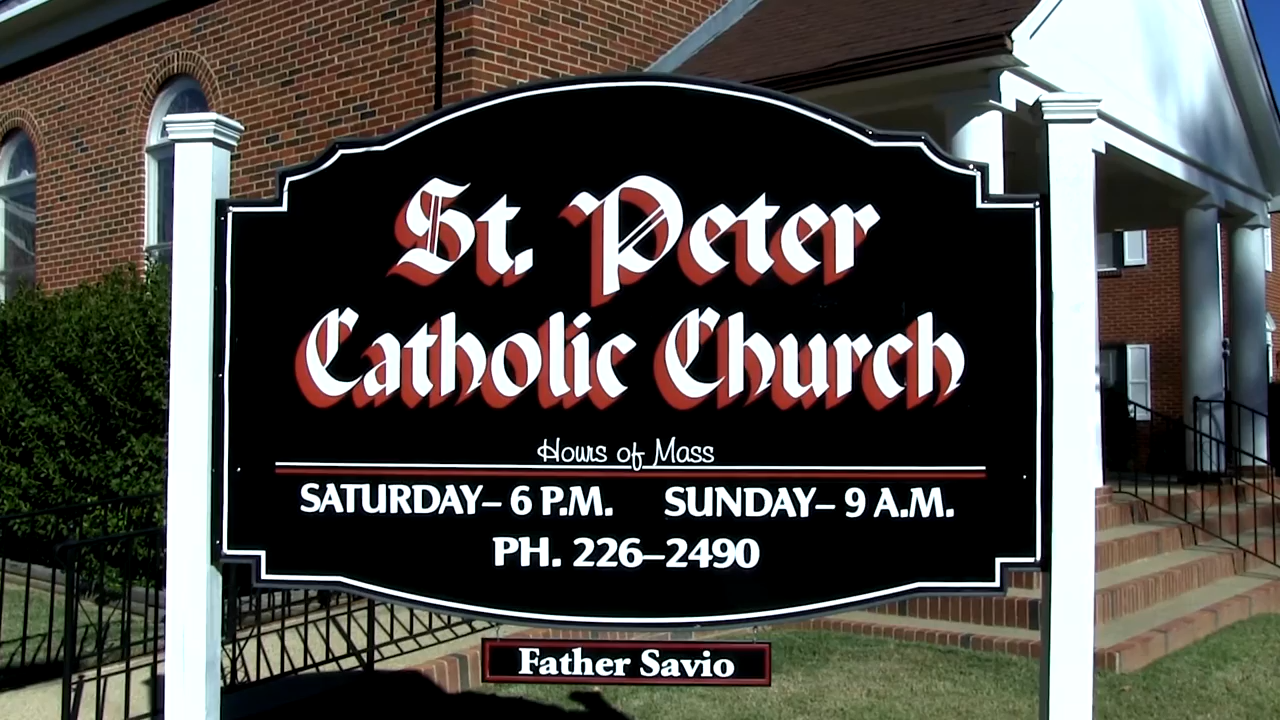 St. Peter
Catholic Church
Hours of Mass
SATURDAY– 6 P.M. SUNDAY– 9 A.M.
PH. 226–2490
Father Savio